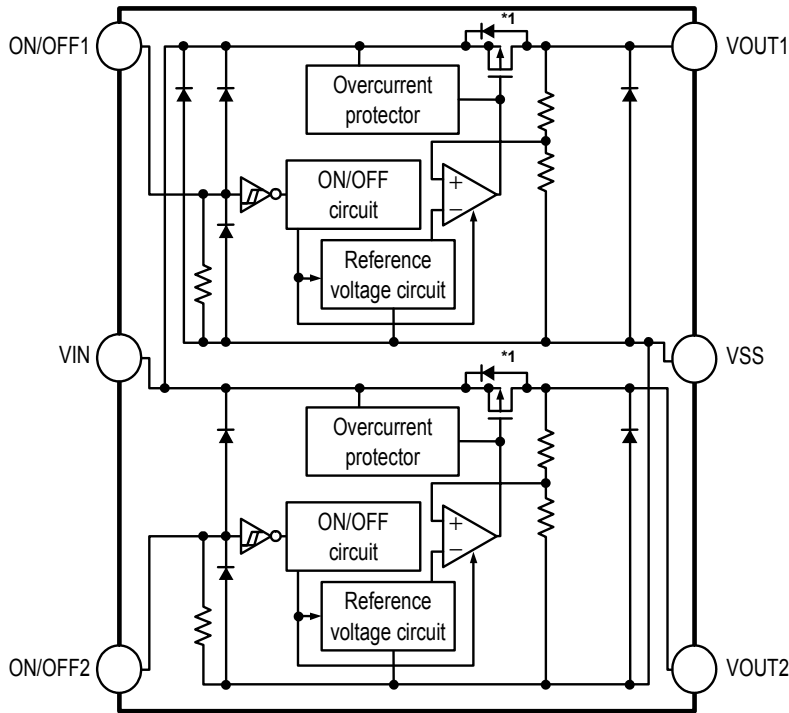 *1
ON/OFF1
VOUT1
Overcurrent
protector
ON/OFF
circuit
+
−
Reference
voltage circuit
VIN
VSS
*1
Overcurrent
protector
ON/OFF
circuit
+
−
Reference
voltage circuit
ON/OFF2
VOUT2